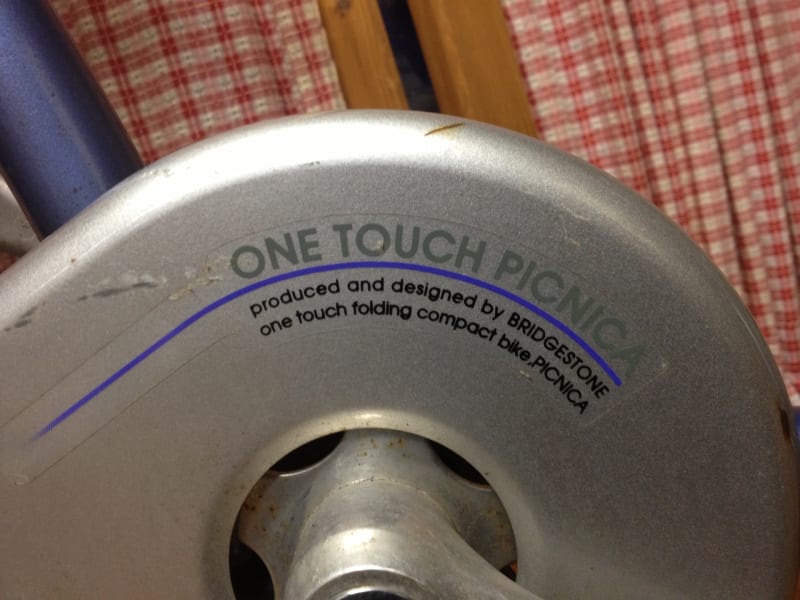 ONE TOUCH PICNICA
produced and designed by BRIDGESTONE
one touch folding compact bike,PICNICA